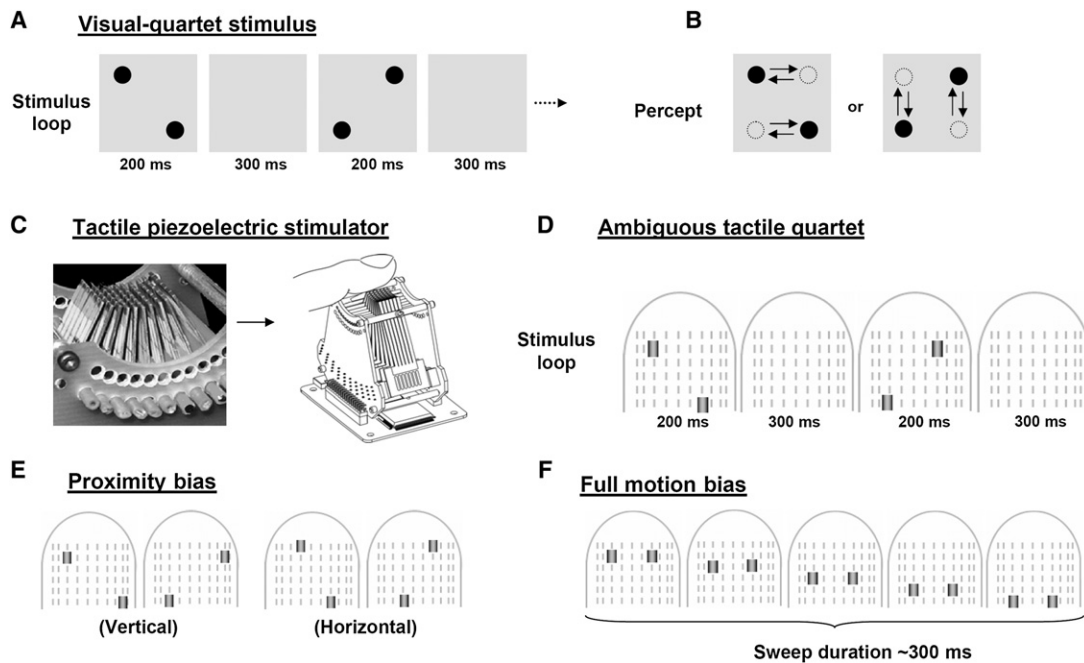 A Visual-quartet stimulus
Stimulus
loop
200 ms 300 ms 200 ms 300 ms
B
Percept
or
C Tactile piezoelectric stimulator
D Ambiguous tactile quartet
Stimulus
loop
200 ms 300 ms 200 ms 300 ms
E Proximity bias
(Vertical) (Horizontal)
F Full motion bias
Sweep duration ~300 ms